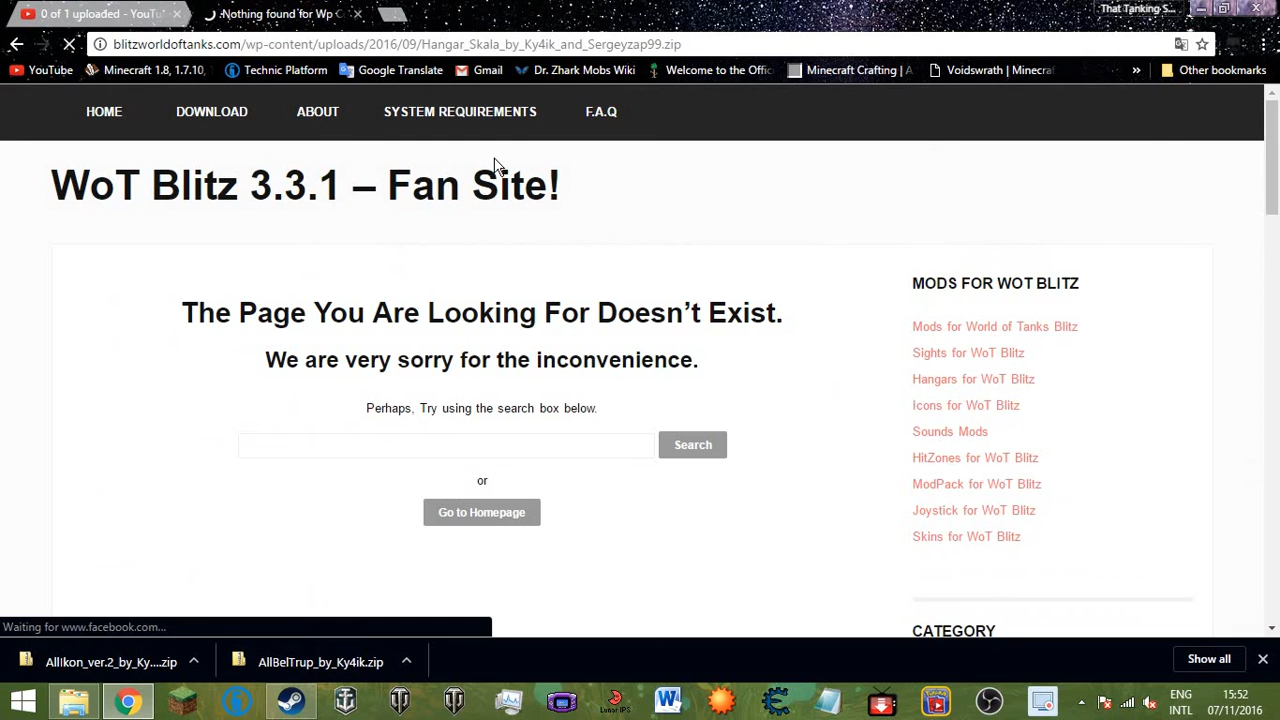 0 of 1 uploaded - YouTu
Nothing found for Wp C
That Tanking S...
blitzworldoftanks.com/wp-content/uploads/2016/09/Hangar_Skala_by_Ky4ik_and_Sergeyzap99.zip
YouTube
Minecraft 1.8, 1.7.10,
Technic Platform
Google Translate
Gmail
Dr. Zhark Mobs Wiki
Welcome to the Offic
Minecraft Crafting | A
Voidswrath | Minecraf
»
Other bookmarks
HOME
DOWNLOAD
ABOUT
SYSTEM REQUIREMENTS
F.A.Q
WoT Blitz 3.3.1 – Fan Site!
The Page You Are Looking For Doesn’t Exist.
We are very sorry for the inconvenience.
Perhaps, Try using the search box below.
Search
or
Go to Homepage
MODS FOR WOT BLITZ
Mods for World of Tanks Blitz
Sights for WoT Blitz
Hangars for WoT Blitz
Icons for WoT Blitz
Sounds Mods
HitZones for WoT Blitz
ModPack for WoT Blitz
Joystick for WoT Blitz
Skins for WoT Blitz
CATEGORY
Waiting for www.facebook.com...
AllIkon_ver.2_by_Ky....zip
AllBelTrup_by_Ky4ik.zip
Show all
Lunar IPS
ENG
INTL
15:52
07/11/2016